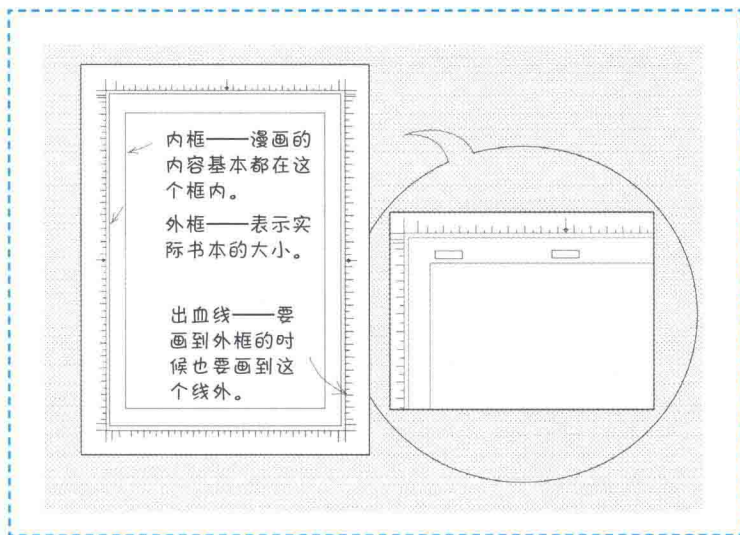 内框——漫画的
内容基本都在这
个框内。
外框——表示实
际书本的大小。
出血线——要
画到外框的时
候也要画到这
个线外。